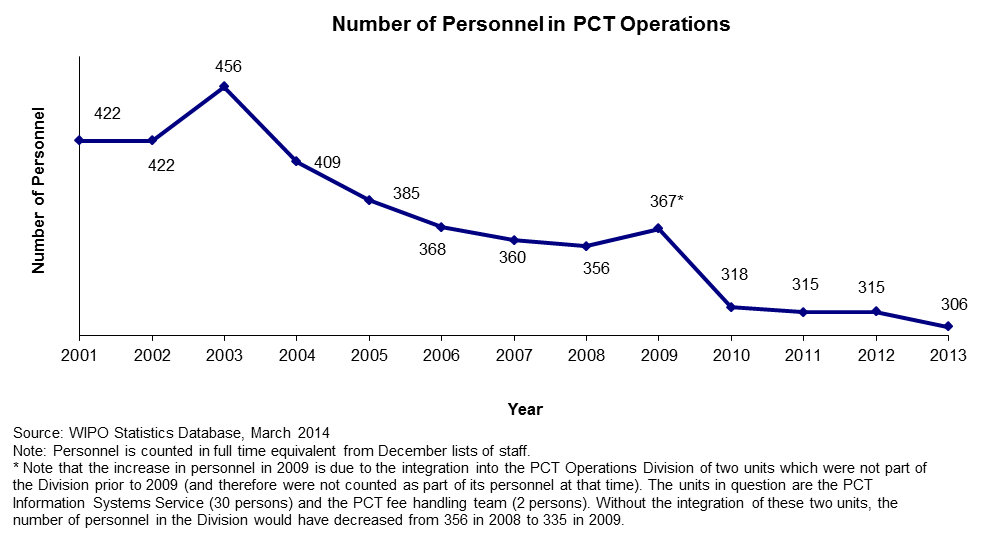 Number of Personnel in PCT Operations
Number of Personnel
422
422
456
409
385
368
360
356
367*
318
315
315
306
2001 2002 2003 2004 2005 2006 2007 2008 2009 2010 2011 2012 2013
Year
Source: WIPO Statistics Database, March 2014
Note: Personnel is counted in full time equivalent from December lists of staff.
* Note that the increase in personnel in 2009 is due to the integration into the PCT Operations Division of two units which were not part of
the Division prior to 2009 (and therefore were not counted as part of its personnel at that time). The units in question are the PCT
Information Systems Service (30 persons) and the PCT fee handling team (2 persons). Without the integration of these two units, the
number of personnel in the Division would have decreased from 356 in 2008 to 335 in 2009.